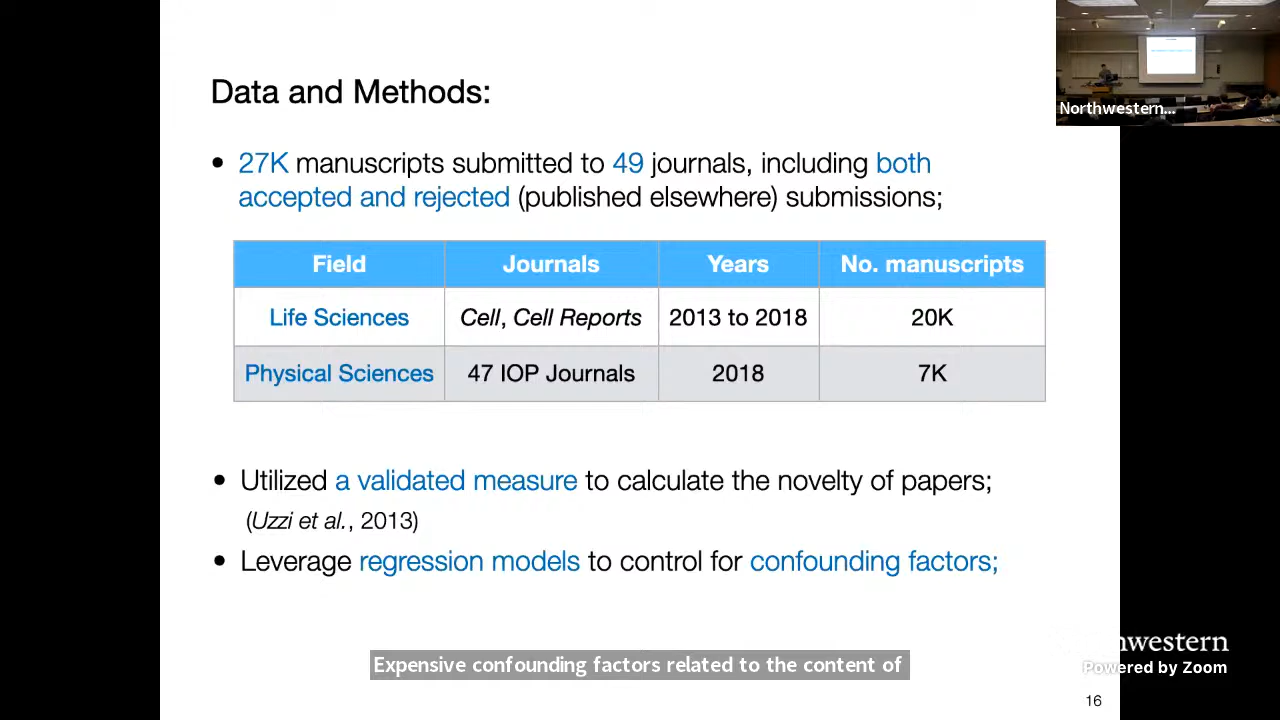 Data and Methods:
Northwestern...
• 27K manuscripts submitted to 49 journals, including both
accepted and rejected (published elsewhere) submissions;
Field Journals Years No. manuscripts
Life Sciences Cell, Cell Reports 2013 to 2018 20K
Physical Sciences 47 IOP Journals 2018 7K
• Utilized a validated measure to calculate the novelty of papers;
(Uzzi et al., 2013)
• Leverage regression models to control for confounding factors;
Expensive confounding factors related to the content of
hwestern
Powered by Zoom
16